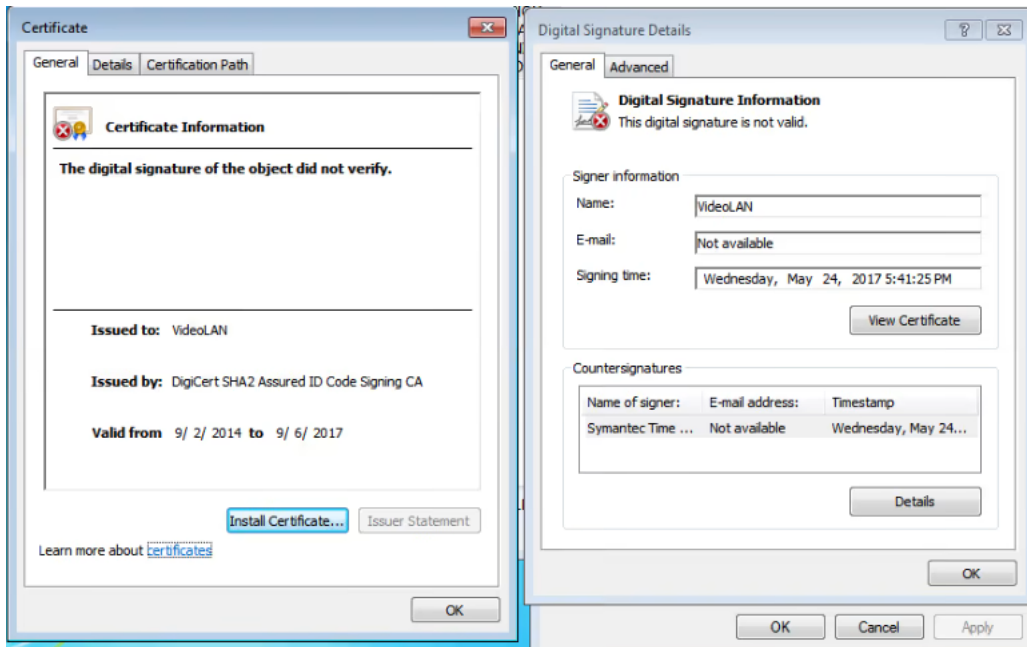 Certificate
General Details Certification Path
Certificate Information
The digital signature of the object did not verify.
Issued to: VideoLAN
Issued by: DigiCert SHA2 Assured ID Code Signing CA
Valid from 9/ 2/ 2014 to 9/ 6/ 2017
Install Certificate... Issuer Statement
Learn more about certificates
OK
Digital Signature Details
General Advanced
Digital Signature Information
This digital signature is not valid.
Signer information
Name: VideoLAN
E-mail: Not available
Signing time: Wednesday, May 24, 2017 5:41:25 PM
View Certificate
Countersignatures
Name of signer: E-mail address: Timestamp
Symantec Time ... Not available Wednesday, May 24...
Details
OK
OK Cancel Apply